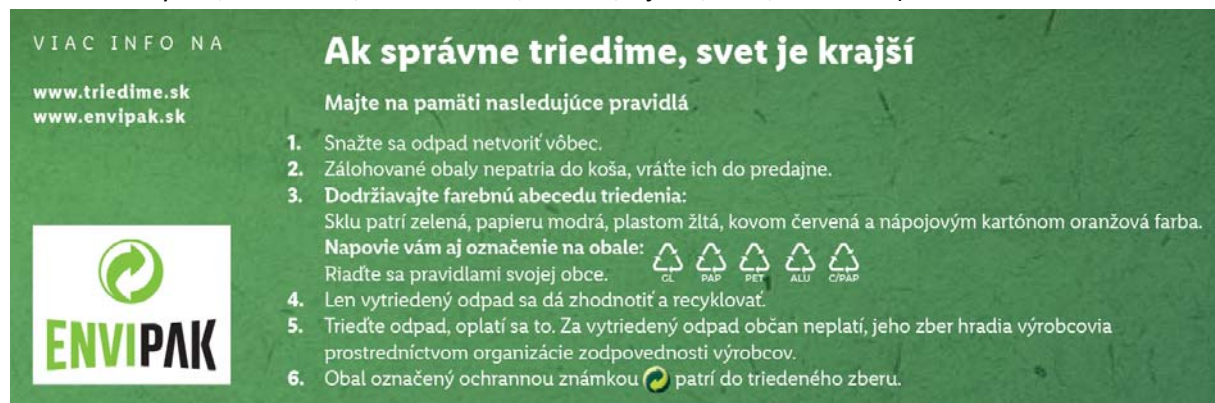 VIAC INFO NA
www.triedime.sk
www.envipak.sk
ENVIPAK
Ak správne triedime, svet je krajší
Majte na pamäti nasledujúce pravidlá
1. Snažte sa odpad netvoriť vôbec.
2. Zálohované obaly nepatria do koša, vráťte ich do predajne.
3. Dodržiavajte farebnú abecedu triedenia:
Sklu patrí zelená, papieru modrá, plastom žltá, kovom červená a nápojovým kartónom oranžová farba.
Napovie vám aj označenie na obale:
GL PAP PET ALU C/PAP
Riaďte sa pravidlami svojej obce.
4. Len vytriedený odpad sa dá zhodnotiť a recyklovať.
5. Trieďte odpad, oplatí sa to. Za vytriedený odpad občan neplatí, jeho zber hradia výrobcovia
prostredníctvom organizácie zodpovednosti výrobcov.
6. Obal označený ochrannou známkou patrí do triedeného zberu.